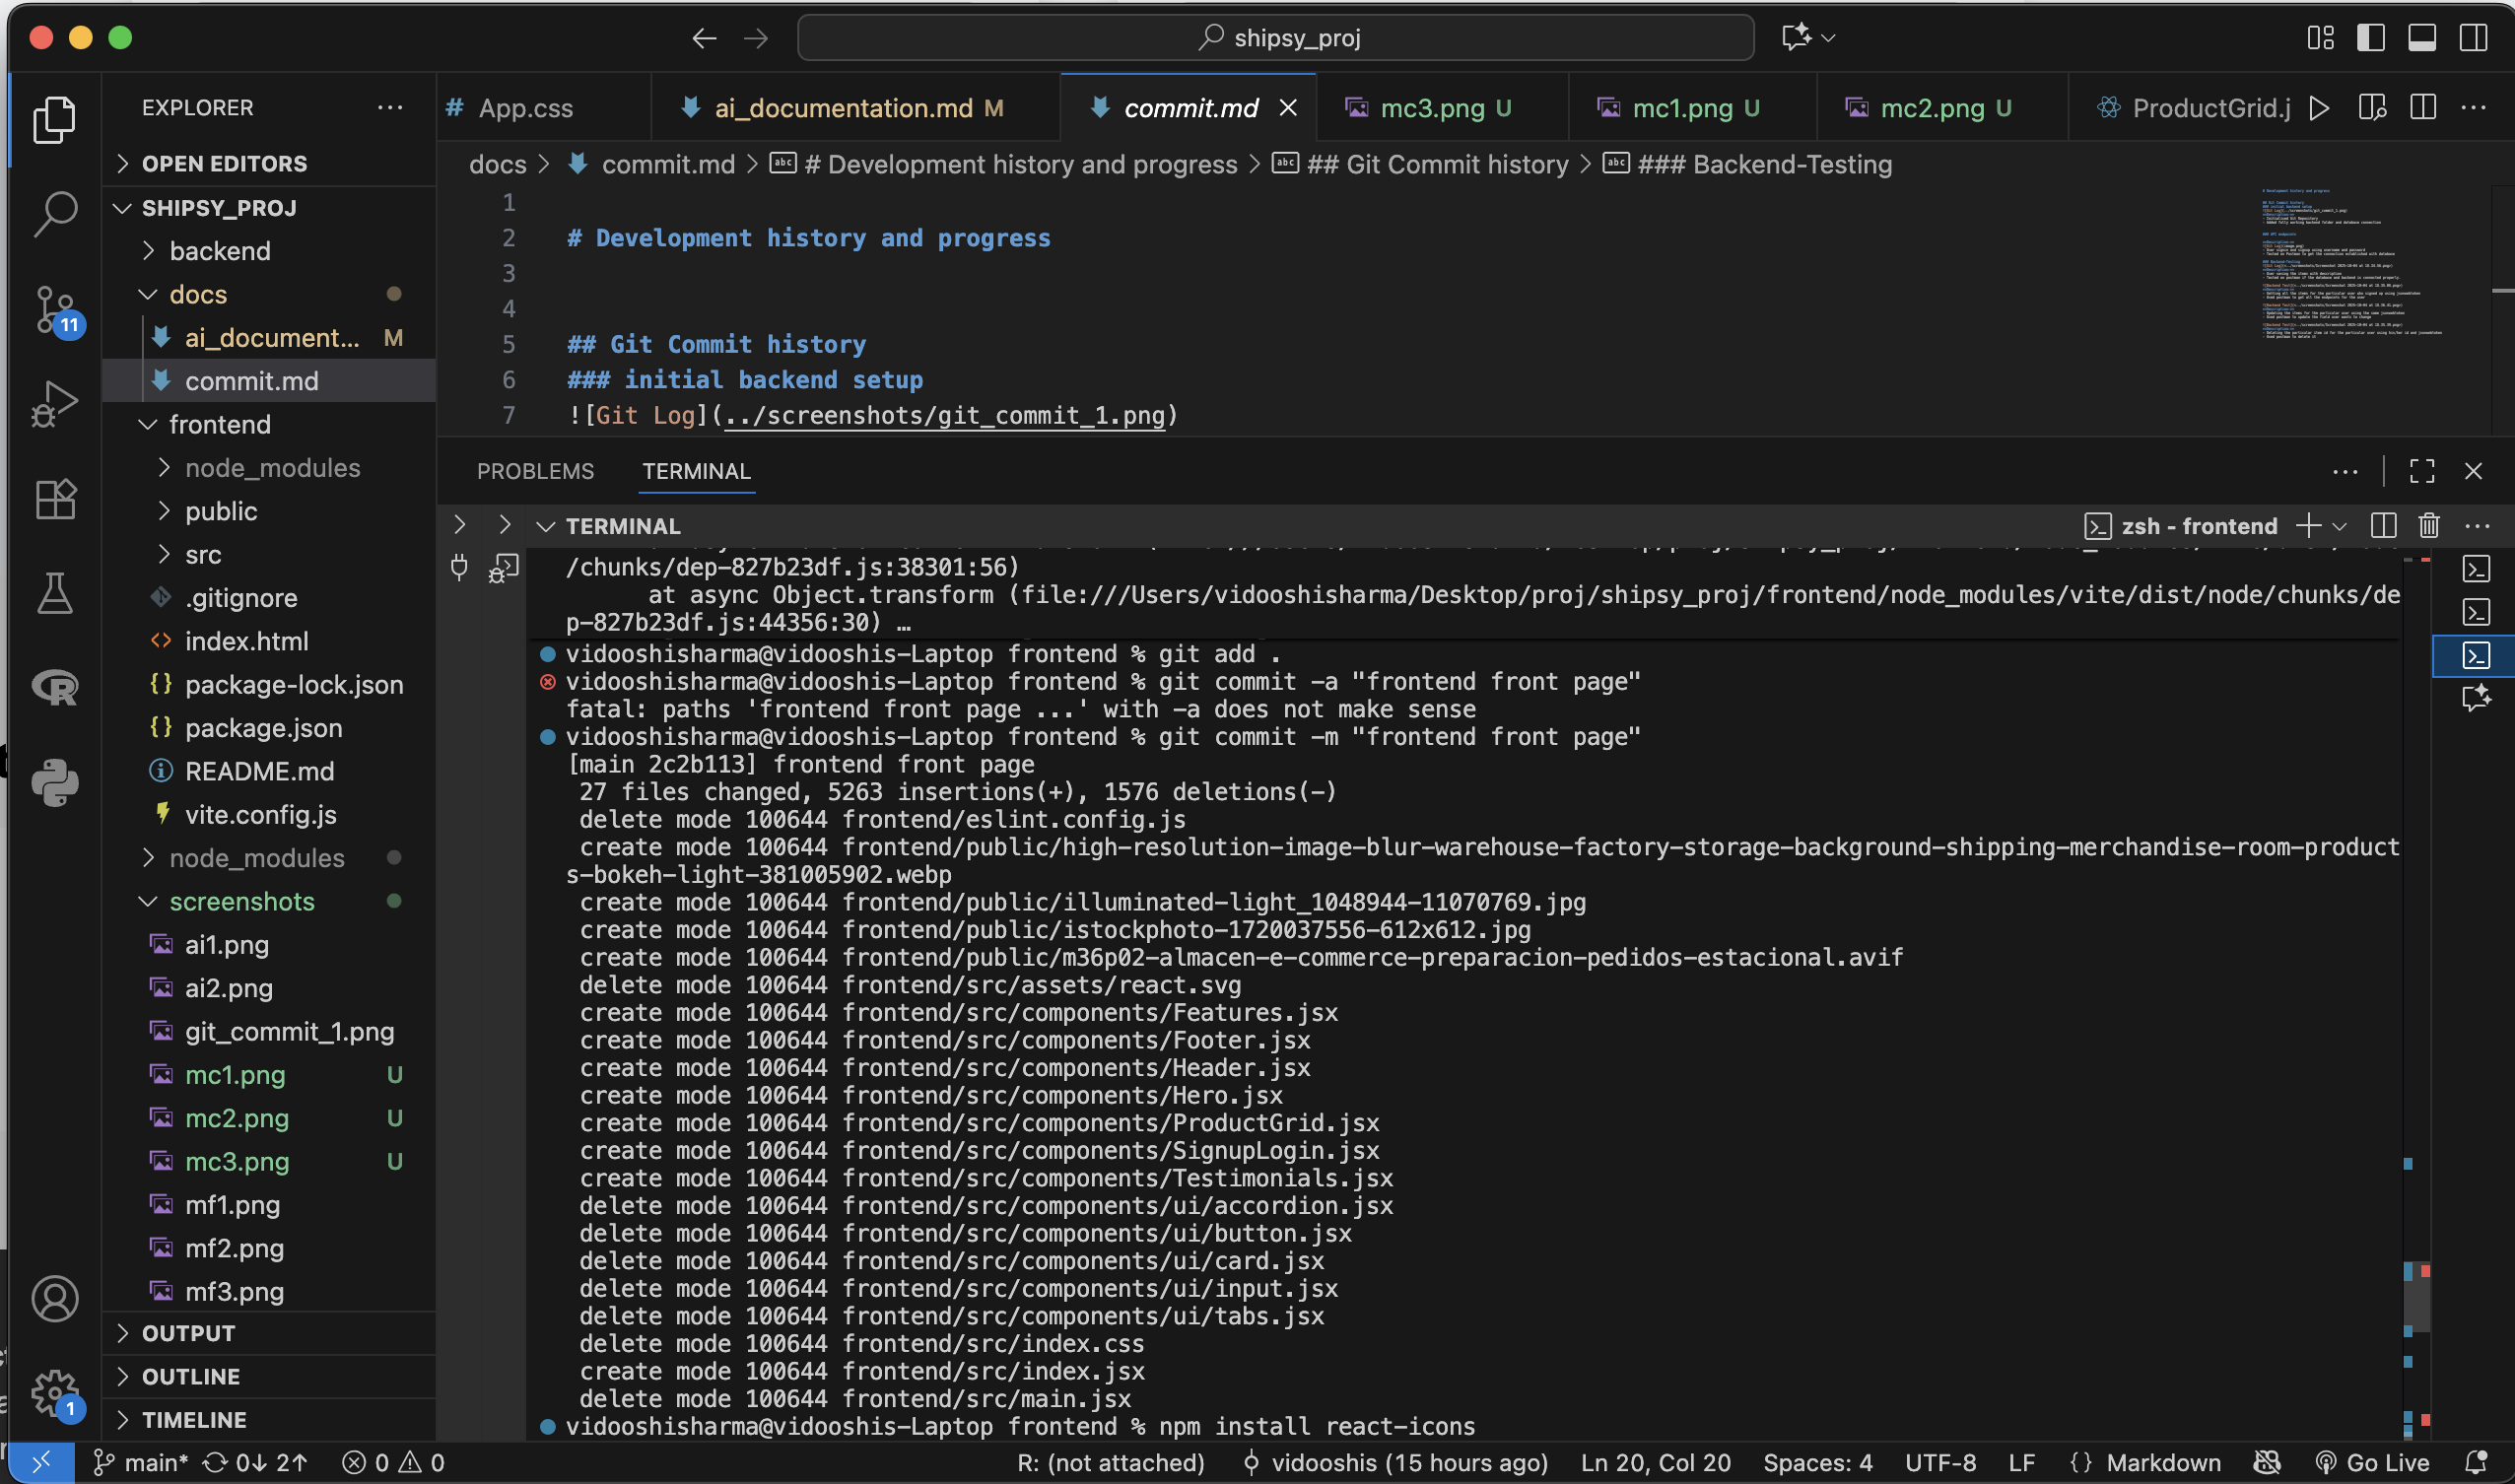 shipsy_proj
EXPLORER
# App.css
ai_documentation.md M
commit.md
mc3.png U
mc1.png U
mc2.png U
ProductGrid.j
OPEN EDITORS
docs > commit.md > # Development history and progress > ## Git Commit history > ### Backend-Testing
SHIPSY_PROJ
backend
docs
ai_document... M
commit.md
frontend
node_modules
public
src
.gitignore
index.html
package-lock.json
package.json
README.md
vite.config.js
node_modules
screenshots
ai1.png
ai2.png
git_commit_1.png
mc1.png U
mc2.png U
mc3.png U
mf1.png
mf2.png
mf3.png
OUTPUT
OUTLINE
TIMELINE
11
1
1
2 # Development history and progress
3
4
5 ## Git Commit history
6 ### initial backend setup
7 ![Git Log](../screenshots/git_commit_1.png)
PROBLEMS
TERMINAL
TERMINAL
zsh - frontend
/chunks/dep-827b23df.js:38301:56)
at async Object.transform (file:///Users/vidooshisharma/Desktop/proj/shipsy_proj/frontend/node_modules/vite/dist/node/chunks/de
p-827b23df.js:44356:30) …
vidooshisharma@vidooshis-Laptop frontend % git add .
vidooshisharma@vidooshis-Laptop frontend % git commit -a "frontend front page"
fatal: paths 'frontend front page ...' with -a does not make sense
vidooshisharma@vidooshis-Laptop frontend % git commit -m "frontend front page"
[main 2c2b113] frontend front page
27 files changed, 5263 insertions(+), 1576 deletions(-)
delete mode 100644 frontend/eslint.config.js
create mode 100644 frontend/public/high-resolution-image-blur-warehouse-factory-storage-background-shipping-merchandise-room-product
s-bokeh-light-381005902.webp
create mode 100644 frontend/public/illuminated-light_1048944-11070769.jpg
create mode 100644 frontend/public/istockphoto-1720037556-612x612.jpg
create mode 100644 frontend/public/m36p02-almacen-e-commerce-preparacion-pedidos-estacional.avif
delete mode 100644 frontend/src/assets/react.svg
create mode 100644 frontend/src/components/Features.jsx
create mode 100644 frontend/src/components/Footer.jsx
create mode 100644 frontend/src/components/Header.jsx
create mode 100644 frontend/src/components/Hero.jsx
create mode 100644 frontend/src/components/ProductGrid.jsx
create mode 100644 frontend/src/components/SignupLogin.jsx
create mode 100644 frontend/src/components/Testimonials.jsx
delete mode 100644 frontend/src/components/ui/accordion.jsx
delete mode 100644 frontend/src/components/ui/button.jsx
delete mode 100644 frontend/src/components/ui/card.jsx
delete mode 100644 frontend/src/components/ui/input.jsx
delete mode 100644 frontend/src/components/ui/tabs.jsx
delete mode 100644 frontend/src/index.css
create mode 100644 frontend/src/index.jsx
delete mode 100644 frontend/src/main.jsx
vidooshisharma@vidooshis-Laptop frontend % npm install react-icons
main* 0↓ 2↑ 0 0
R: (not attached)
vidooshis (15 hours ago)
Ln 20, Col 20
Spaces: 4
UTF-8
LF
{} Markdown
Go Live